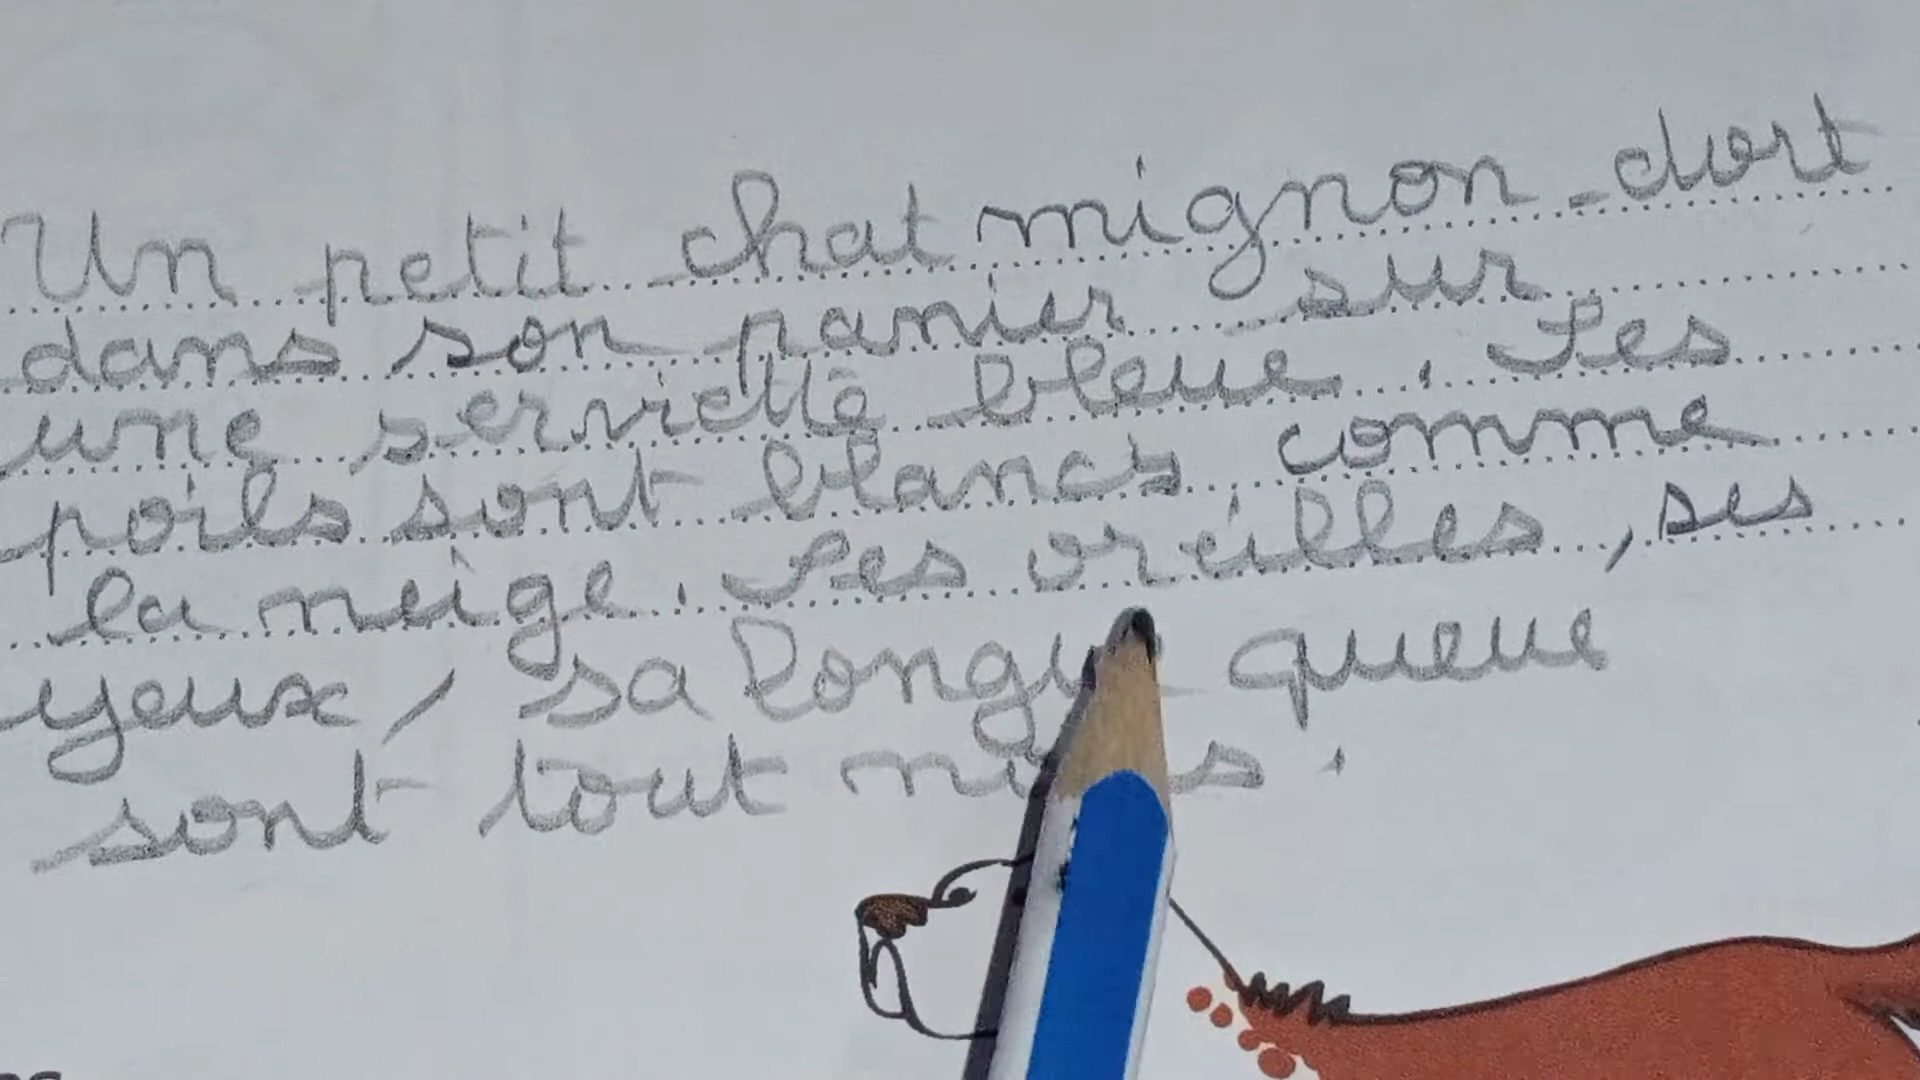 Un petit chat mignon dort
dans son panier sur
une serviette bleue. Ses
poils sont blancs comme
la neige. Ses oreilles, ses
yeux, sa queue
sont tout